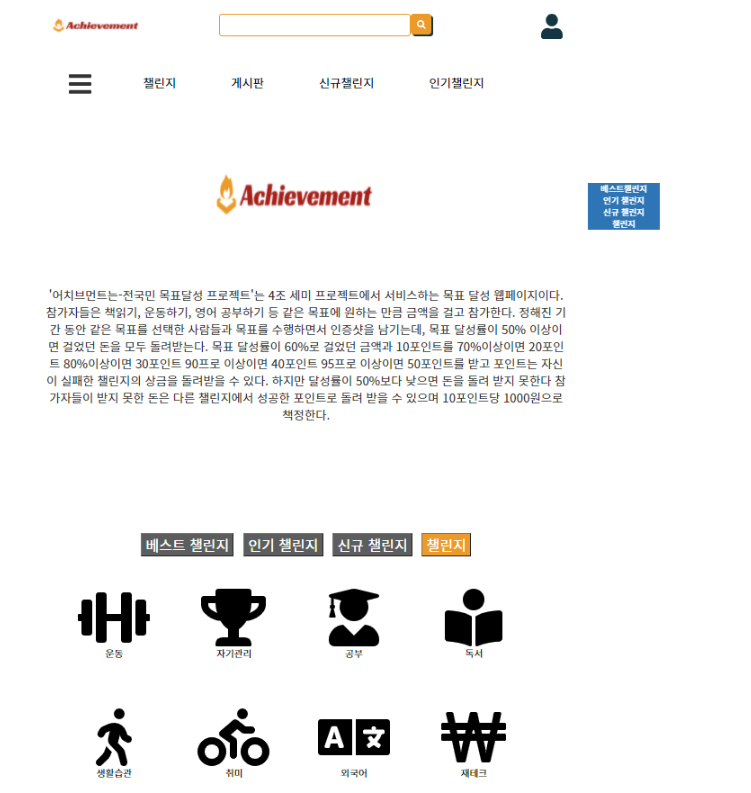 Achievement
챌린지 게시판 신규챌린지 인기챌린지
Achievement
베스트챌린지
인기 챌린지
신규 챌린지
챌린지
'어치브먼트는-전국민 목표달성 프로젝트'는 4조 세미 프로젝트에서 서비스하는 목표 달성 웹페이지이다.
참가자들은 책읽기, 운동하기, 영어 공부하기 등 같은 목표에 원하는 만큼 금액을 걸고 참가한다. 정해진 기
간 동안 같은 목표를 선택한 사람들과 목표를 수행하면서 인증샷을 남기는데, 목표 달성률이 50% 이상이
면 걸었던 돈을 모두 돌려받는다. 목표 달성률이 60%로 걸었던 금액과 10포인트를 70%이상이면 20포인
트 80%이상이면 30포인트 90프로 이상이면 40포인트 95프로 이상이면 50포인트를 받고 포인트는 자신
이 실패한 챌린지의 상금을 돌려받을 수 있다. 하지만 달성률이 50%보다 낮으면 돈을 돌려 받지 못한다 참
가자들이 받지 못한 돈은 다른 챌린지에서 성공한 포인트로 돌려 받을 수 있으며 10포인트당 1000원으로
책정한다.
베스트 챌린지 인기 챌린지 신규 챌린지 챌린지
운동 자기관리 공부 독서
A 文
생활습관 취미 외국어 재테크